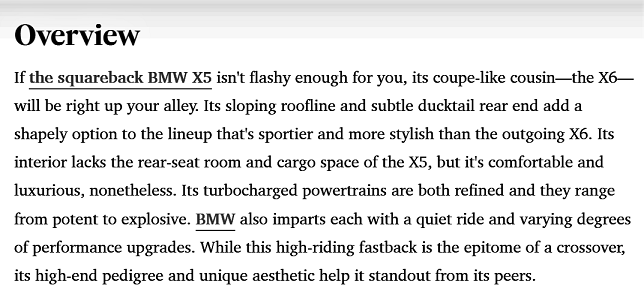 Overview
If the squareback BMW X5 isn't flashy enough for you, its coupe-like cousin—the X6—
will be right up your alley. Its sloping roofline and subtle ducktail rear end add a
shapely option to the lineup that's sportier and more stylish than the outgoing X6. Its
interior lacks the rear-seat room and cargo space of the X5, but it's comfortable and
luxurious, nonetheless. Its turbocharged powertrains are both refined and they range
from potent to explosive. BMW also imparts each with a quiet ride and varying degrees
of performance upgrades. While this high-riding fastback is the epitome of a crossover,
its high-end pedigree and unique aesthetic help it standout from its peers.